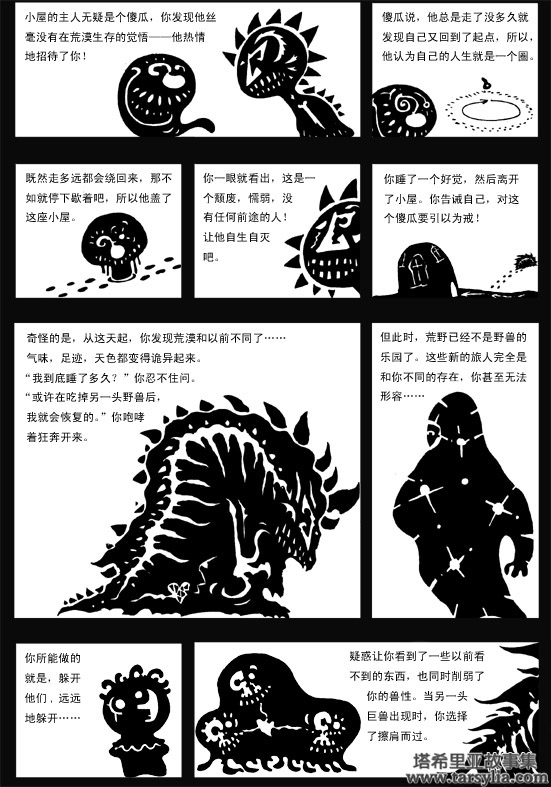 小屋的主人无疑是个傻瓜，你发现他丝
毫没有在荒漠生存的觉悟——他热情
地招待了你！
傻瓜说，他总是走了没多久就
发现自己又回到了起点，所以，
他认为自己的人生就是一个圈。
既然走多远都会绕回来，那不
如就停下歇着吧，所以他盖了
这座小屋。
你一眼就看出，这是一
个颓废，懦弱，没
有任何前途的人！
让他自生自灭
吧。
你睡了一个好觉，然后离开
了小屋。你告诫自己，对这
个傻瓜要引以为戒！
奇怪的是，从这天起，你发现荒漠和以前不同了……
气味，足迹，天色都变得诡异起来。
“我到底睡了多久？”你忍不住问。
“或许在吃掉另一头野兽后，
我就会恢复的。”你咆哮
着狂奔开来。
但此时，荒野已经不是野兽的
乐园了。这些新的旅人完全是
和你不同的存在，你甚至无法
形容……
你所能做的
就是，躲开
他们，远远
地躲开……
疑惑让你看到了一些以前看
不到的东西，也同时削弱了
你的兽性。当另一头
巨兽出现时，你选择
了擦肩而过。
塔希里亚故事集
www.tarsylia.com